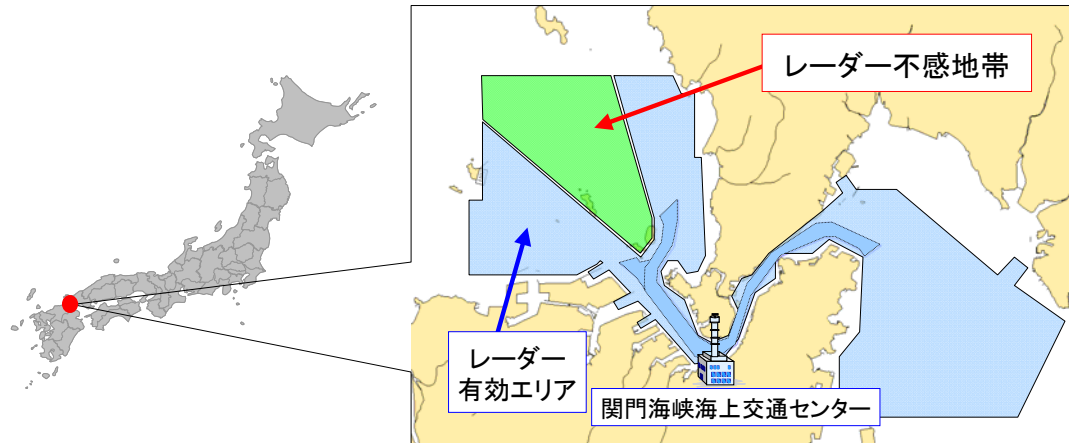 レーダー不感地帯
レーダー
有効エリア
関門海峡海上交通センター